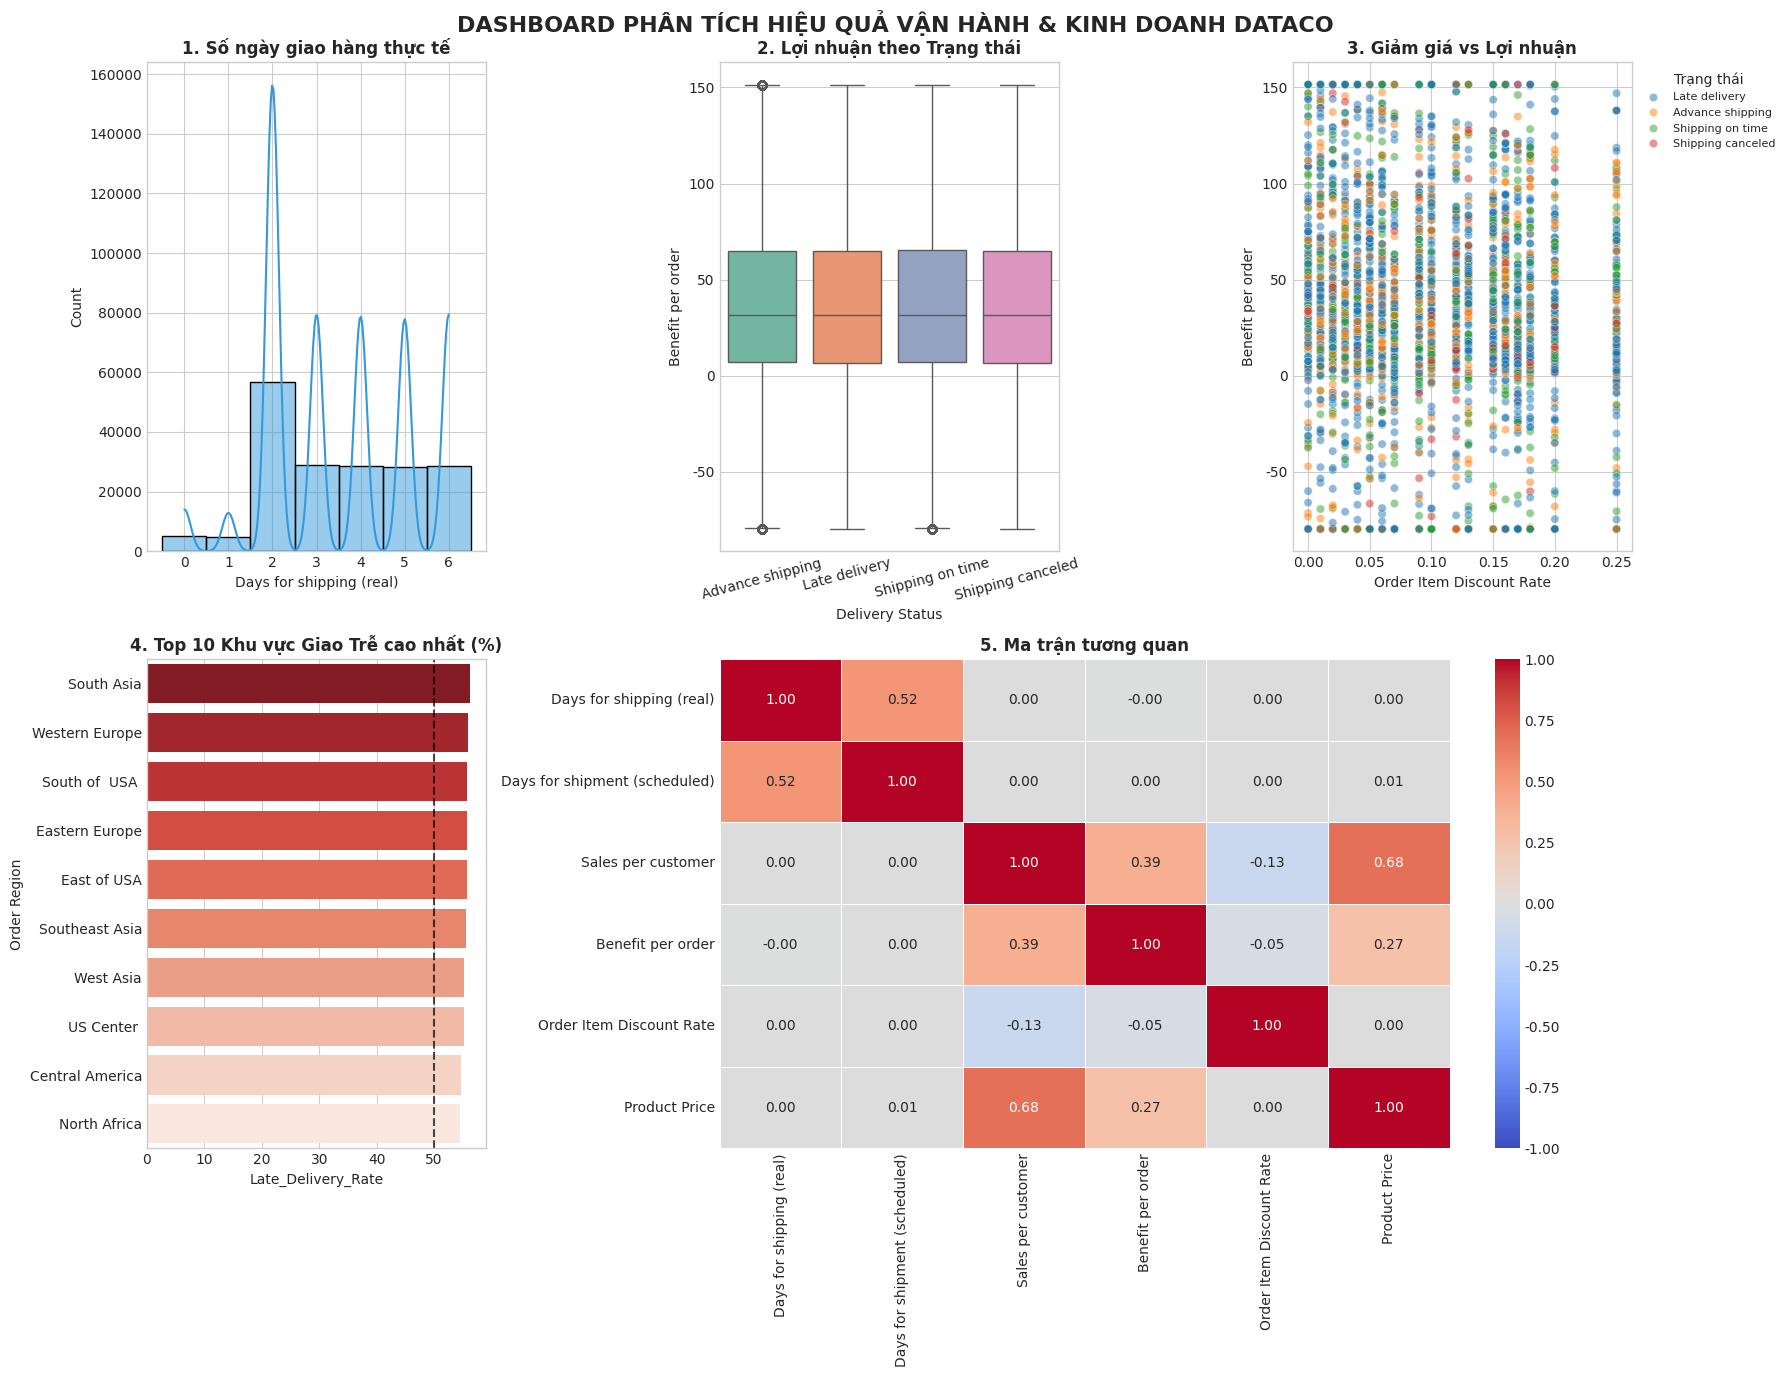 DASHBOARD PHÂN TÍCH HIỆU QUẢ VẬN HÀNH & KINH DOANH DATACO
1. Số ngày giao hàng thực tế
160000
140000
120000
100000
80000
60000
40000
20000
0
Count
0 1 2 3 4 5 6
Days for shipping (real)
2. Lợi nhuận theo Trạng thái
150
100
50
0
-50
Benefit per order
Advance shipping
Late delivery
Shipping on time
Shipping canceled
Delivery Status
3. Giảm giá vs Lợi nhuận
150
100
50
0
-50
Benefit per order
0.00 0.05 0.10 0.15 0.20 0.25
Order Item Discount Rate
Trạng thái
Late delivery
Advance shipping
Shipping on time
Shipping canceled
4. Top 10 Khu vực Giao Trễ cao nhất (%)
Order Region
South Asia
Western Europe
South of  USA
Eastern Europe
East of USA
Southeast Asia
West Asia
US Center
Central America
North Africa
0 10 20 30 40 50
Late_Delivery_Rate
5. Ma trận tương quan
Days for shipping (real) 1.00 0.52 0.00 -0.00 0.00 0.00
Days for shipment (scheduled) 0.52 1.00 0.00 0.00 0.00 0.01
Sales per customer 0.00 0.00 1.00 0.39 -0.13 0.68
Benefit per order -0.00 0.00 0.39 1.00 -0.05 0.27
Order Item Discount Rate 0.00 0.00 -0.13 -0.05 1.00 0.00
Product Price 0.00 0.01 0.68 0.27 0.00 1.00
Days for shipping (real)
Days for shipment (scheduled)
Sales per customer
Benefit per order
Order Item Discount Rate
Product Price
1.00
0.75
0.50
0.25
0.00
-0.25
-0.50
-0.75
-1.00